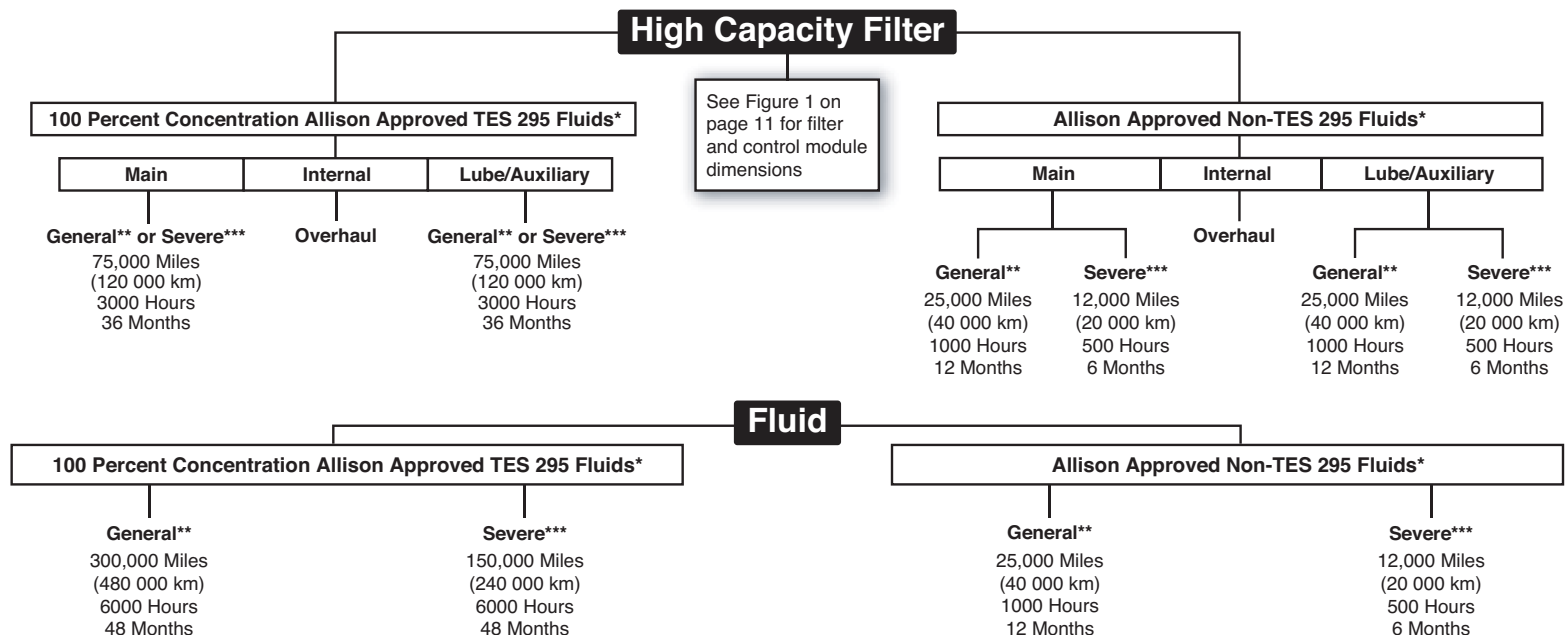 High Capacity Filter
See Figure 1 on
page 11 for filter
and control module
dimensions
100 Percent Concentration Allison Approved TES 295 Fluids*
Main
Internal
Lube/Auxiliary
General** or Severe***
75,000 Miles
(120 000 km)
3000 Hours
36 Months
Overhaul
General** or Severe***
75,000 Miles
(120 000 km)
3000 Hours
36 Months
Allison Approved Non-TES 295 Fluids*
Main
Internal
Lube/Auxiliary
General**
25,000 Miles
(40 000 km)
1000 Hours
12 Months
Severe***
12,000 Miles
(20 000 km)
500 Hours
6 Months
Overhaul
General**
25,000 Miles
(40 000 km)
1000 Hours
12 Months
Severe***
12,000 Miles
(20 000 km)
500 Hours
6 Months
Fluid
100 Percent Concentration Allison Approved TES 295 Fluids*
General**
300,000 Miles
(480 000 km)
6000 Hours
48 Months
Severe***
150,000 Miles
(240 000 km)
6000 Hours
48 Months
Allison Approved Non-TES 295 Fluids*
General**
25,000 Miles
(40 000 km)
1000 Hours
12 Months
Severe***
12,000 Miles
(20 000 km)
500 Hours
6 Months